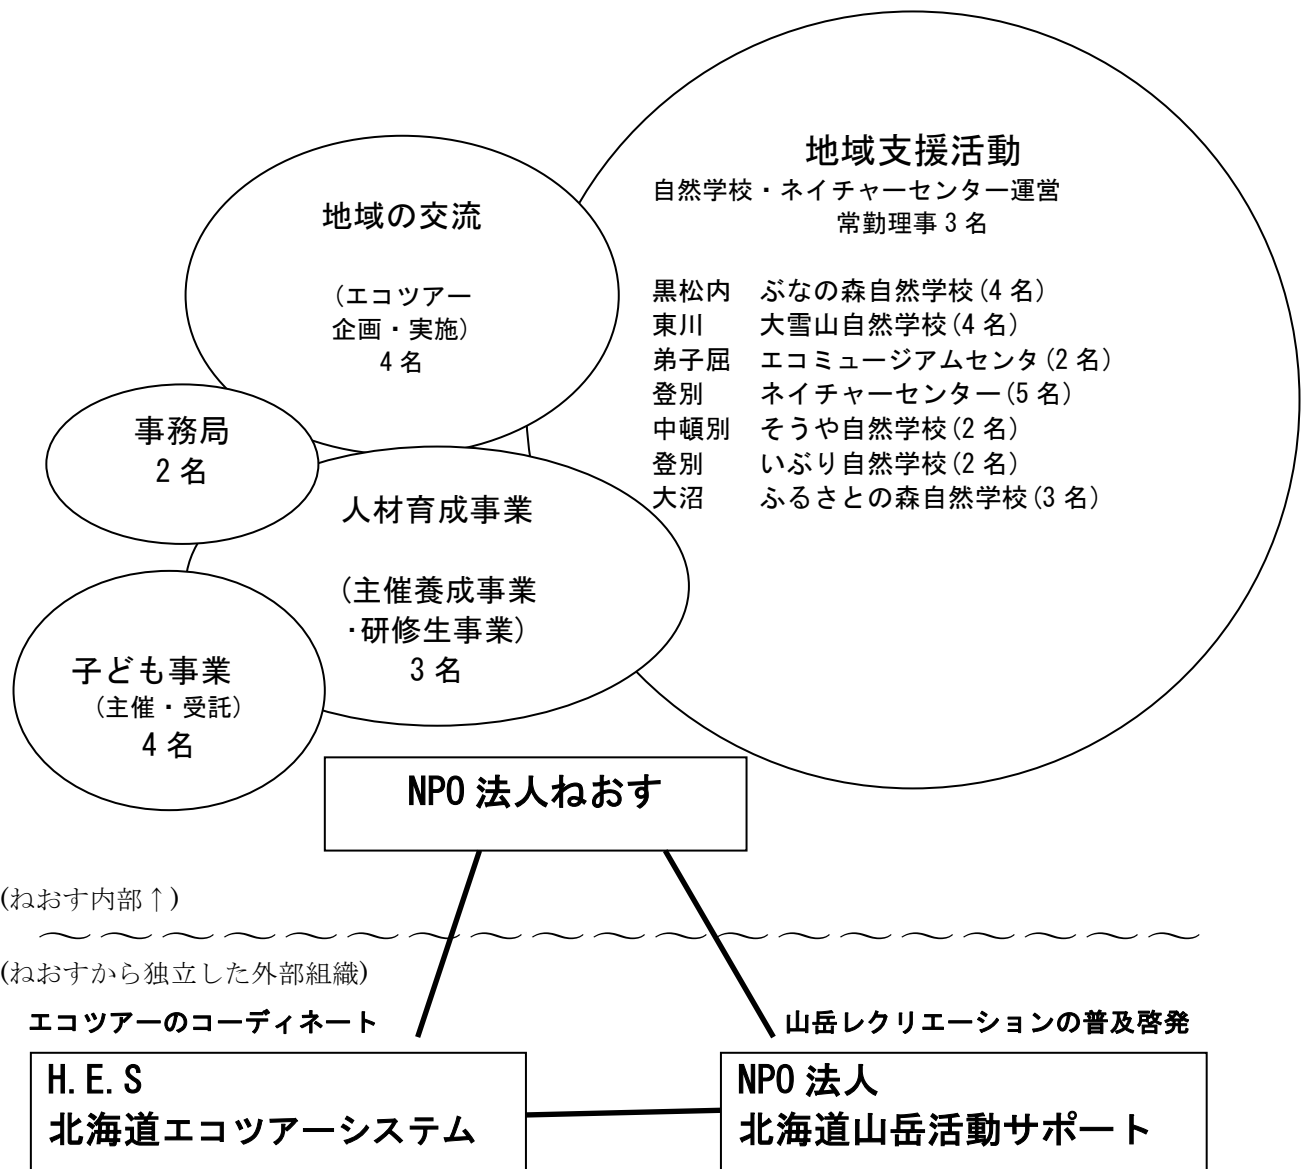 地域支援活動
自然学校・ネイチャーセンター運営
常勤理事 3 名
黒松内 ぶなの森自然学校(4 名)
東川 大雪山自然学校(4 名)
弟子屈 エコミュージアムセンタ(2 名)
登別 ネイチャーセンター(5 名)
中頓別 そうや自然学校(2 名)
登別 いぶり自然学校(2 名)
大沼 ふるさとの森自然学校(3 名)
地域の交流
(エコツアー
企画・実施)
4 名
事務局
2 名
人材育成事業
(主催養成事業
・研修生事業)
3 名
子ども事業
(主催・受託)
4 名
NPO 法人ねおす
(ねおす内部↑)
(ねおすから独立した外部組織)
エコツアーのコーディネート
山岳レクリエーションの普及啓発
H.E.S
北海道エコツアーシステム
NPO 法人
北海道山岳活動サポート